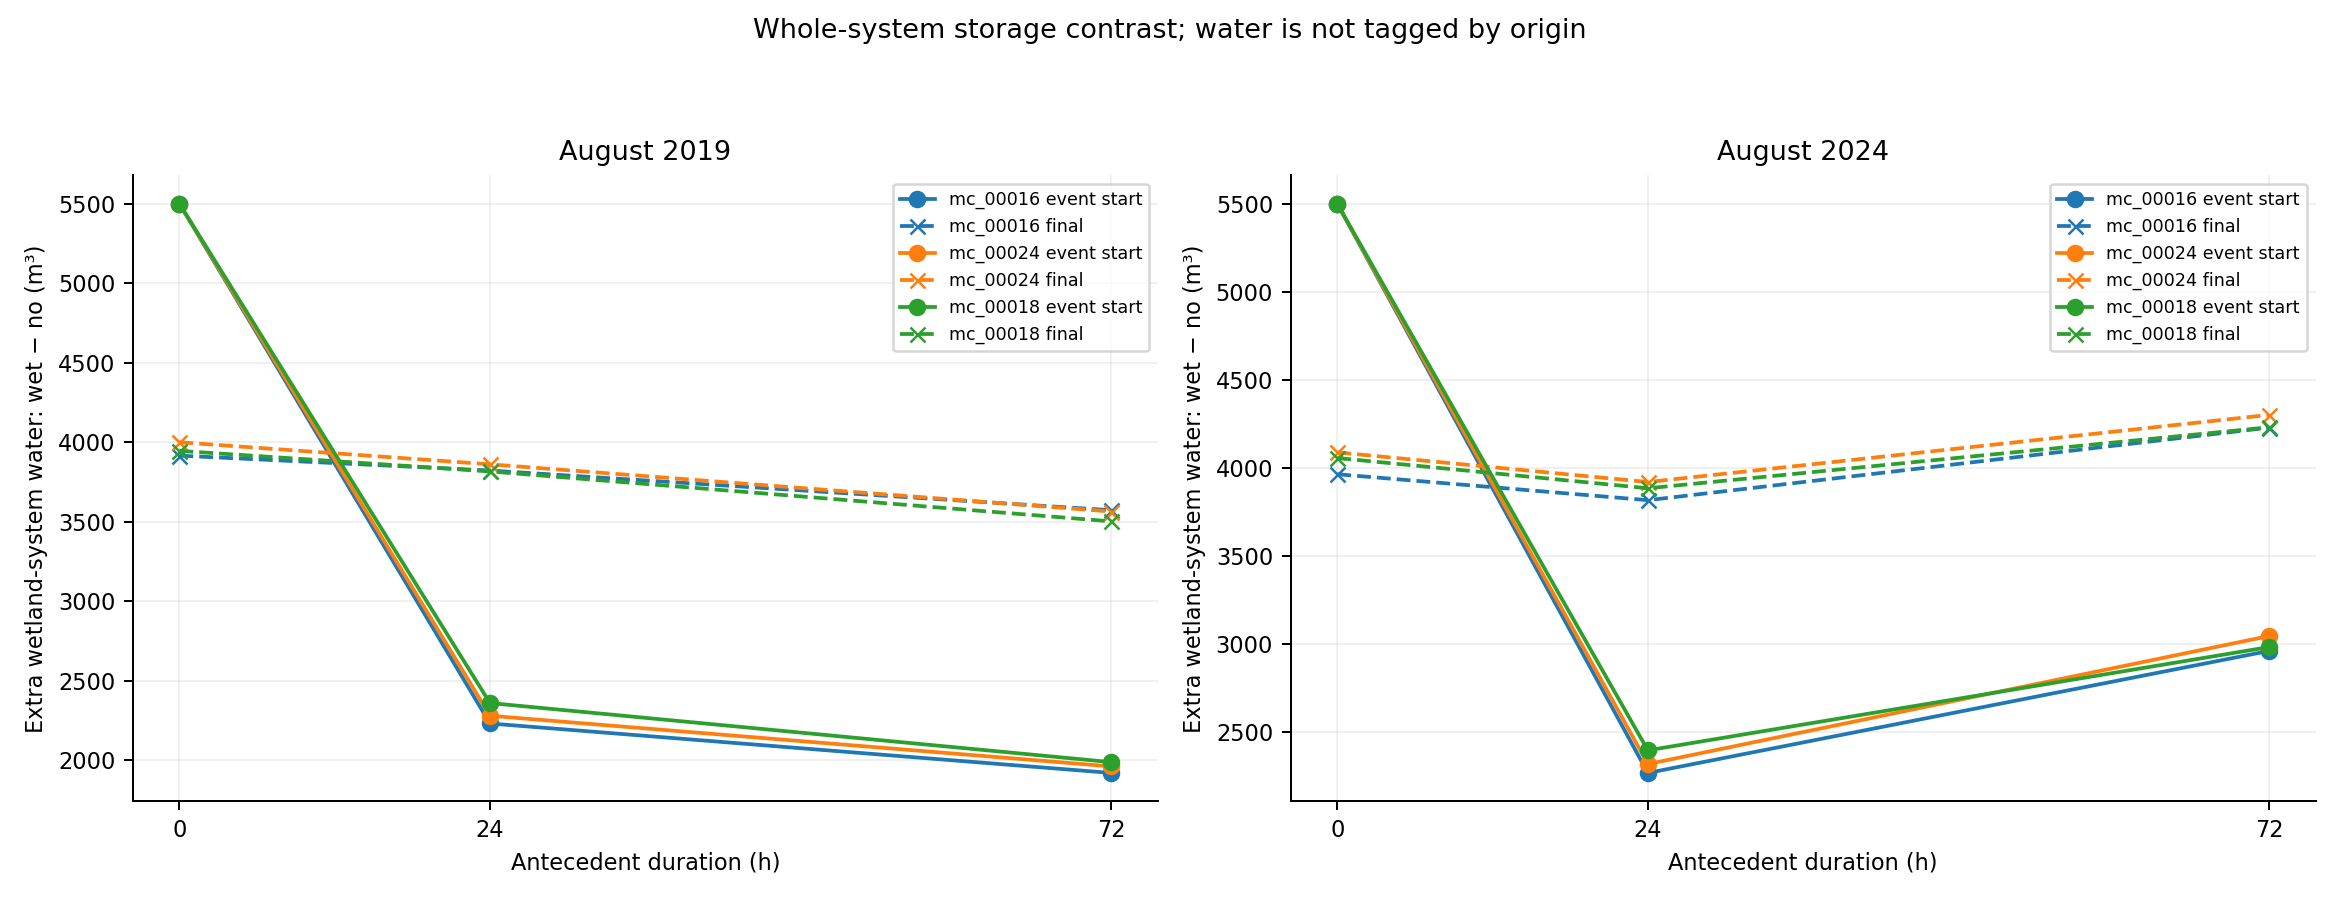 Whole-system storage contrast; water is not tagged by origin
August 2019
Extra wetland-system water: wet − no (m³)
5500
5000
4500
4000
3500
3000
2500
2000
mc_00016 event start
mc_00016 final
mc_00024 event start
mc_00024 final
mc_00018 event start
mc_00018 final
0
24
72
Antecedent duration (h)
August 2024
Extra wetland-system water: wet − no (m³)
5500
5000
4500
4000
3500
3000
2500
mc_00016 event start
mc_00016 final
mc_00024 event start
mc_00024 final
mc_00018 event start
mc_00018 final
0
24
72
Antecedent duration (h)